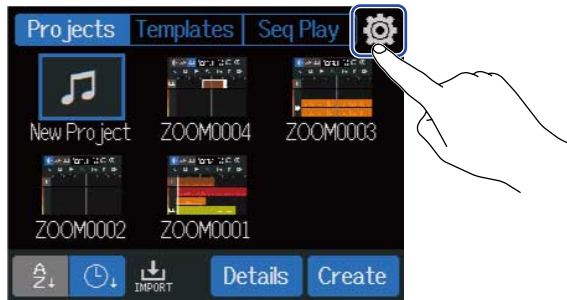 Projects Templates Seq Play
New Project ZOOM0004 ZOOM0003
ZOOM0002 ZOOM0001
A Z IMPORT Details Create